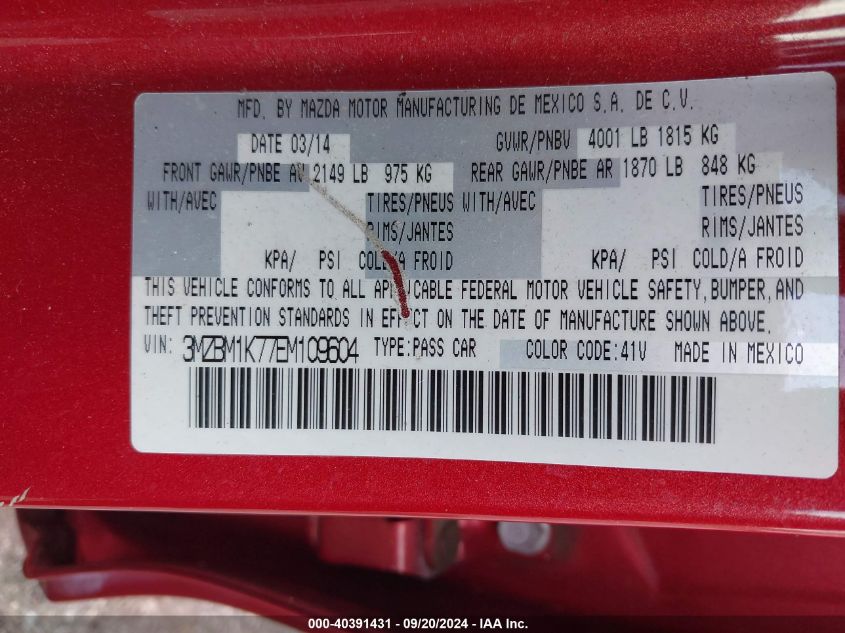 MFD. BY MAZDA MOTOR MANUFACTURING DE MEXICO S.A. DE C.V.
DATE 03/14 GVWR/PNBV 4001 LB 1815 KG
FRONT GAWR/PNBE AV 2149 LB 975 KG REAR GAWR/PNBE AR 1870 LB 848 KG
WITH/AVEC TIRES/PNEUS WITH/AVEC TIRES/PNEUS
RIMS/JANTES RIMS/JANTES
KPA/ PSI COLD/A FROID KPA/ PSI COLD/A FROID
THIS VEHICLE CONFORMS TO ALL APPLICABLE FEDERAL MOTOR VEHICLE SAFETY, BUMPER, AND
THEFT PREVENTION STANDARDS IN EFFECT ON THE DATE OF MANUFACTURE SHOWN ABOVE.
VIN: 3MZBM1K77EM109604 TYPE:PASS CAR COLOR CODE:41V MADE IN MEXICO
000-40391431 - 09/20/2024 - IAA Inc.